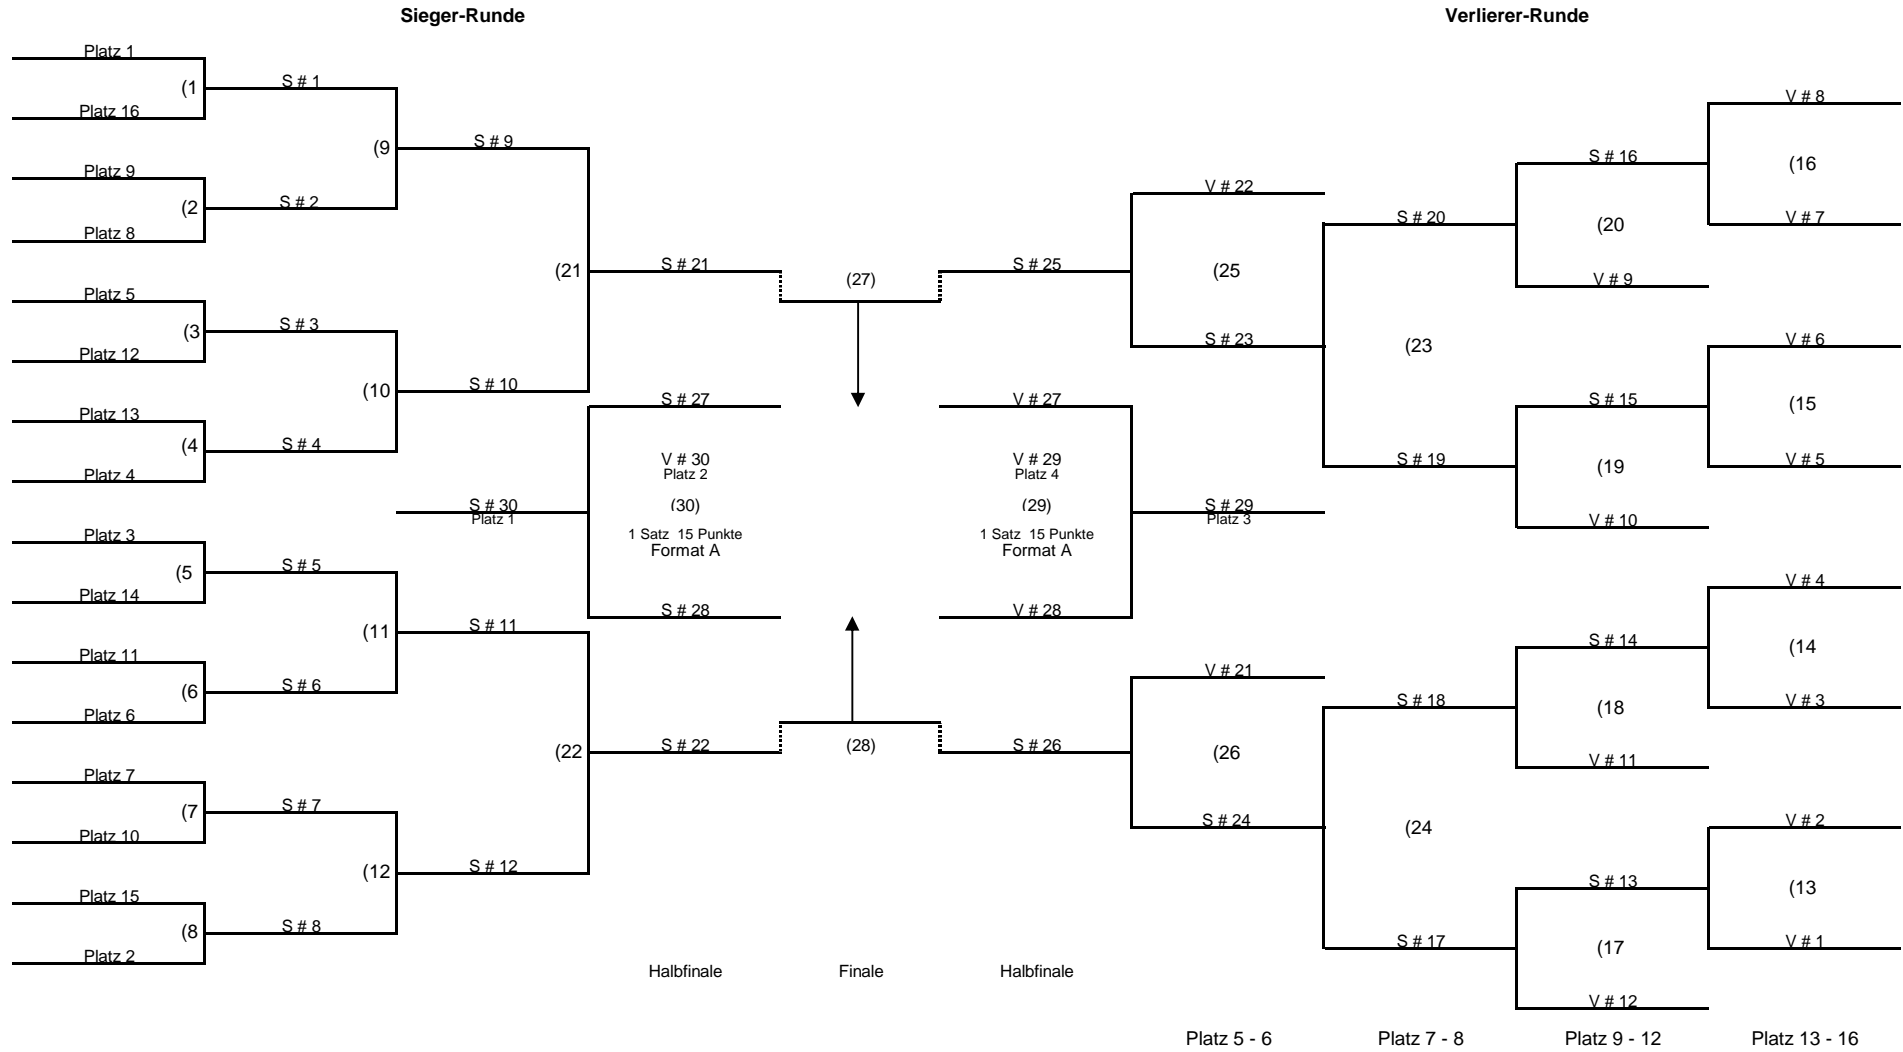 Sieger-Runde
Verlierer-Runde
Platz 1
(1
S # 1
Platz 16
(9
S # 9
Platz 9
(2
S # 2
Platz 8
(21
S # 21
Platz 5
(3
S # 3
Platz 12
(10
S # 10
Platz 13
(4
S # 4
Platz 4
S # 27
V # 30
Platz 2
(30)
1 Satz 15 Punkte
Format A
S # 30
Platz 1
S # 28
Platz 3
(5
S # 5
Platz 14
(11
S # 11
Platz 11
(6
S # 6
Platz 6
(22
S # 22
Platz 7
(7
S # 7
Platz 10
(12
S # 12
Platz 15
(8
S # 8
Platz 2
(27)
(28)
S # 25
V # 27
V # 29
Platz 4
(29)
1 Satz 15 Punkte
Format A
V # 28
S # 26
V # 22
(25
S # 23
S # 29
Platz 3
V # 21
(26
S # 24
S # 20
(23
S # 19
S # 18
(24
S # 17
S # 16
(20
V # 9
S # 15
(19
V # 10
S # 14
(18
V # 11
S # 13
(17
V # 12
V # 8
(16
V # 7
V # 6
(15
V # 5
V # 4
(14
V # 3
V # 2
(13
V # 1
Halbfinale
Finale
Halbfinale
Platz 5 - 6
Platz 7 - 8
Platz 9 - 12
Platz 13 - 16